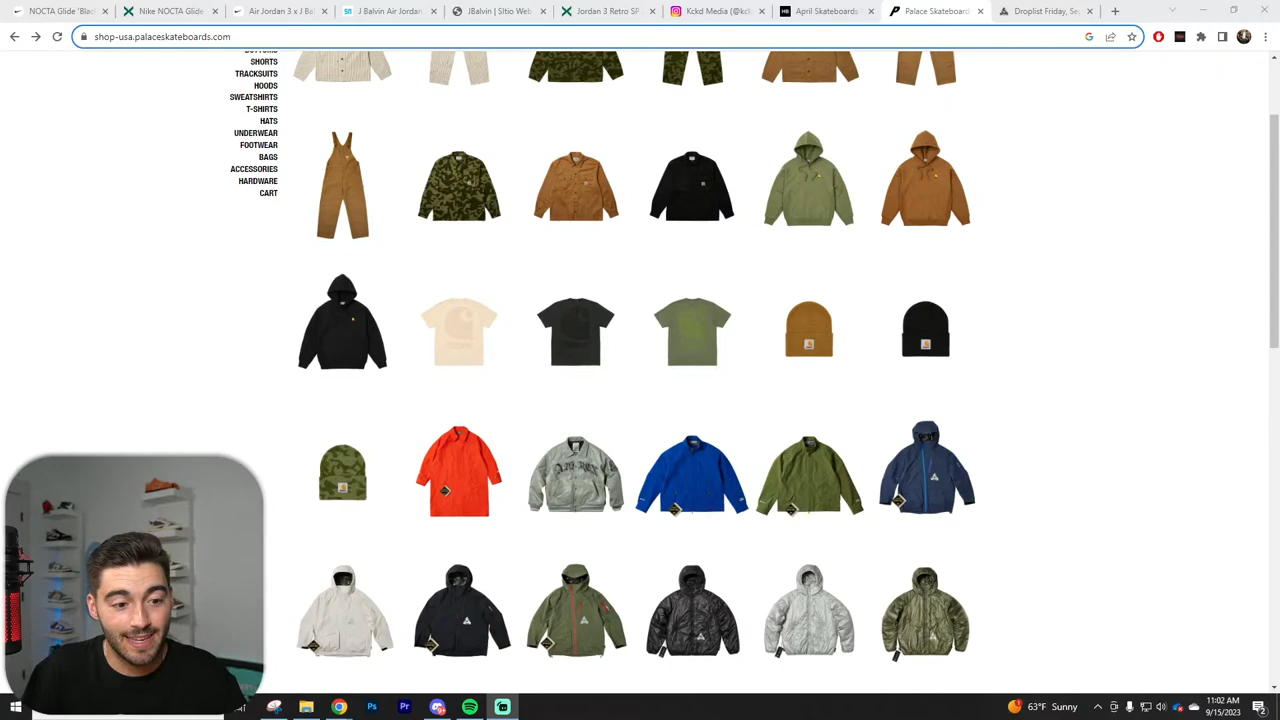 NOCTA Glide 'Blac
Nike NOCTA Glide
Air Jordan 3 x J Ba
J Balvin Air Jordan
JBalvin | SItio Web
Jordan 3 Retro SP
Kckd Media (@kck
April Skateboards
Palace Skateboard
Droplist Friday, Se
shop-usa.palaceskateboards.com
SHORTS
TRACKSUITS
HOODS
SWEATSHIRTS
T-SHIRTS
HATS
UNDERWEAR
FOOTWEAR
BAGS
ACCESSORIES
HARDWARE
CART
63°F Sunny
11:02 AM
9/15/2023